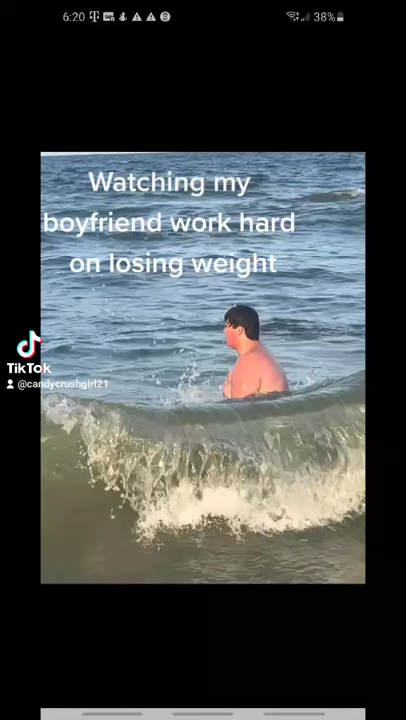 6:20
38%
Watching my
boyfriend work hard
on losing weight
TikTok
@candycrushgirl21